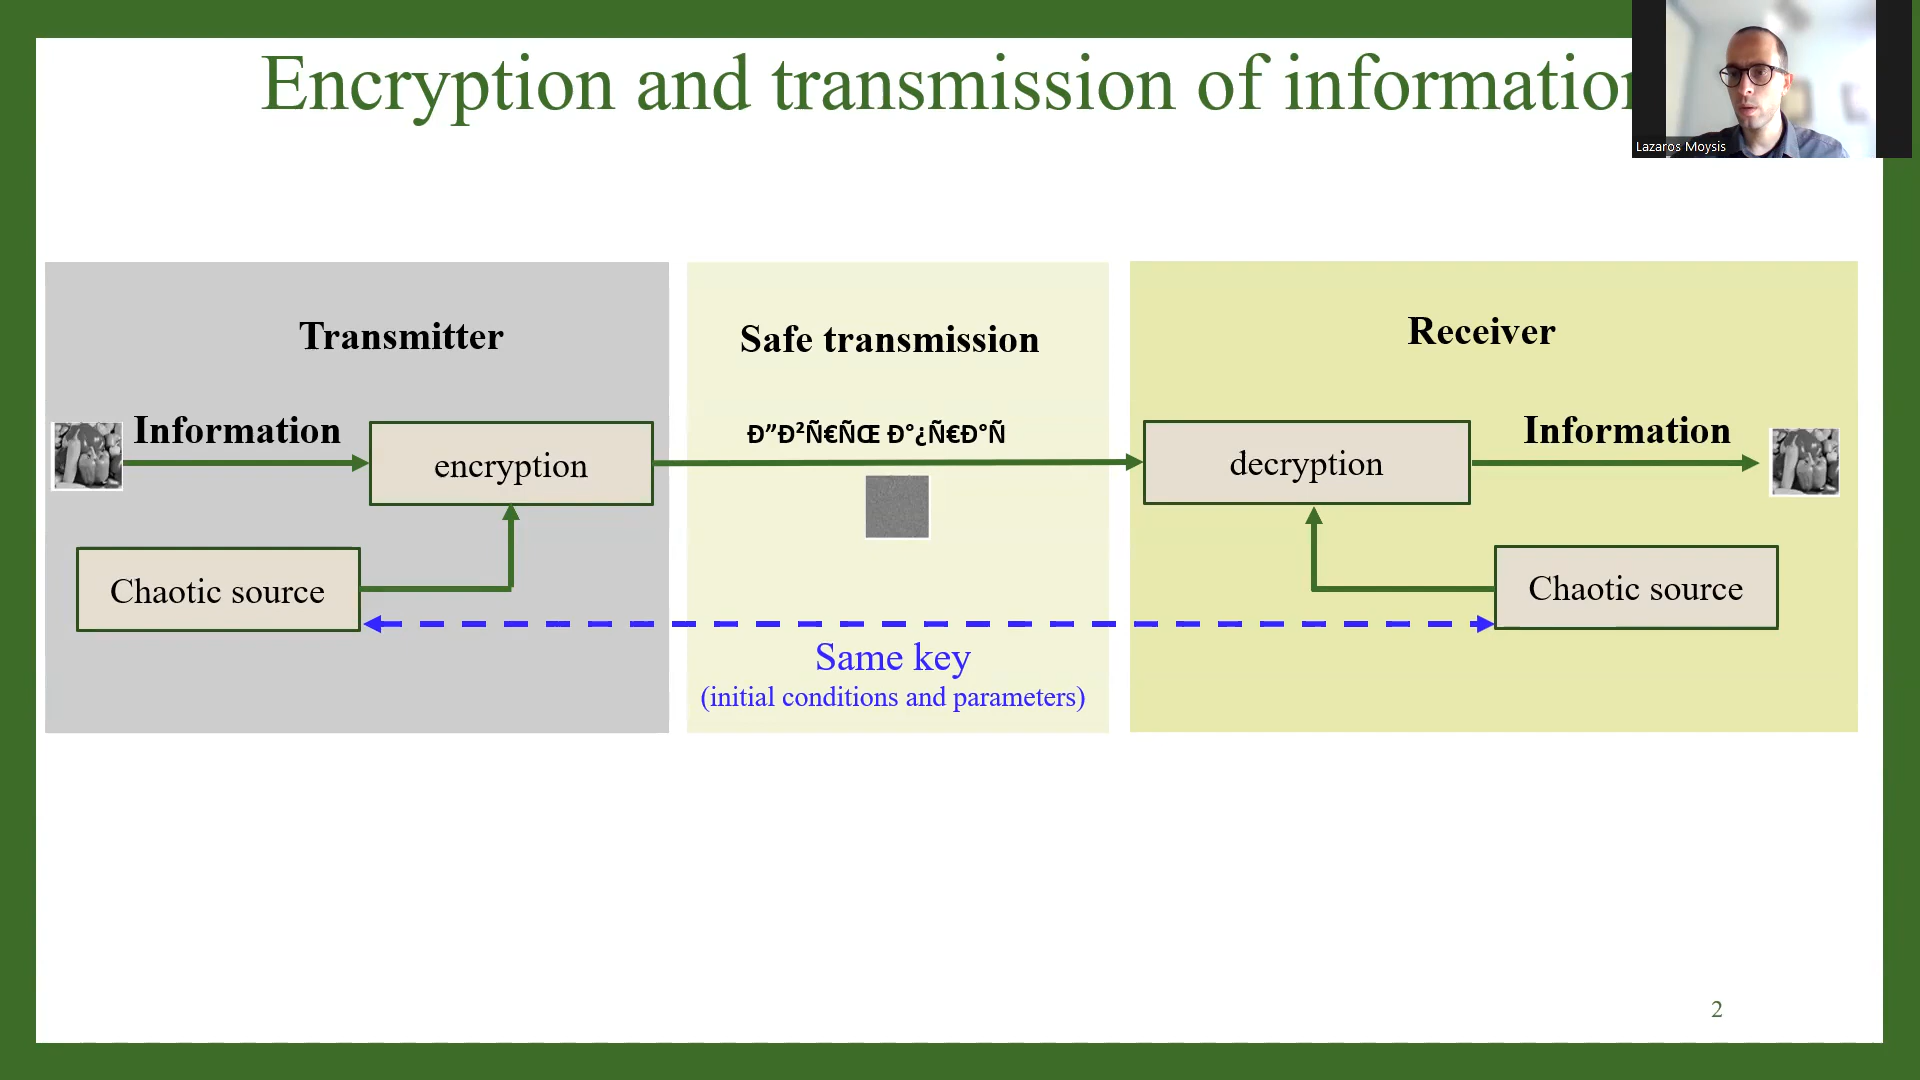 Encryption and transmission of information
Lazaros Moysis
Transmitter
Safe transmission
Receiver
Information
encryption
Ð”Ð²Ñ€ÑŒ Ð°¿Ñ€Ð°Ñ
decryption
Information
Chaotic source
Chaotic source
Same key
(initial conditions and parameters)
2